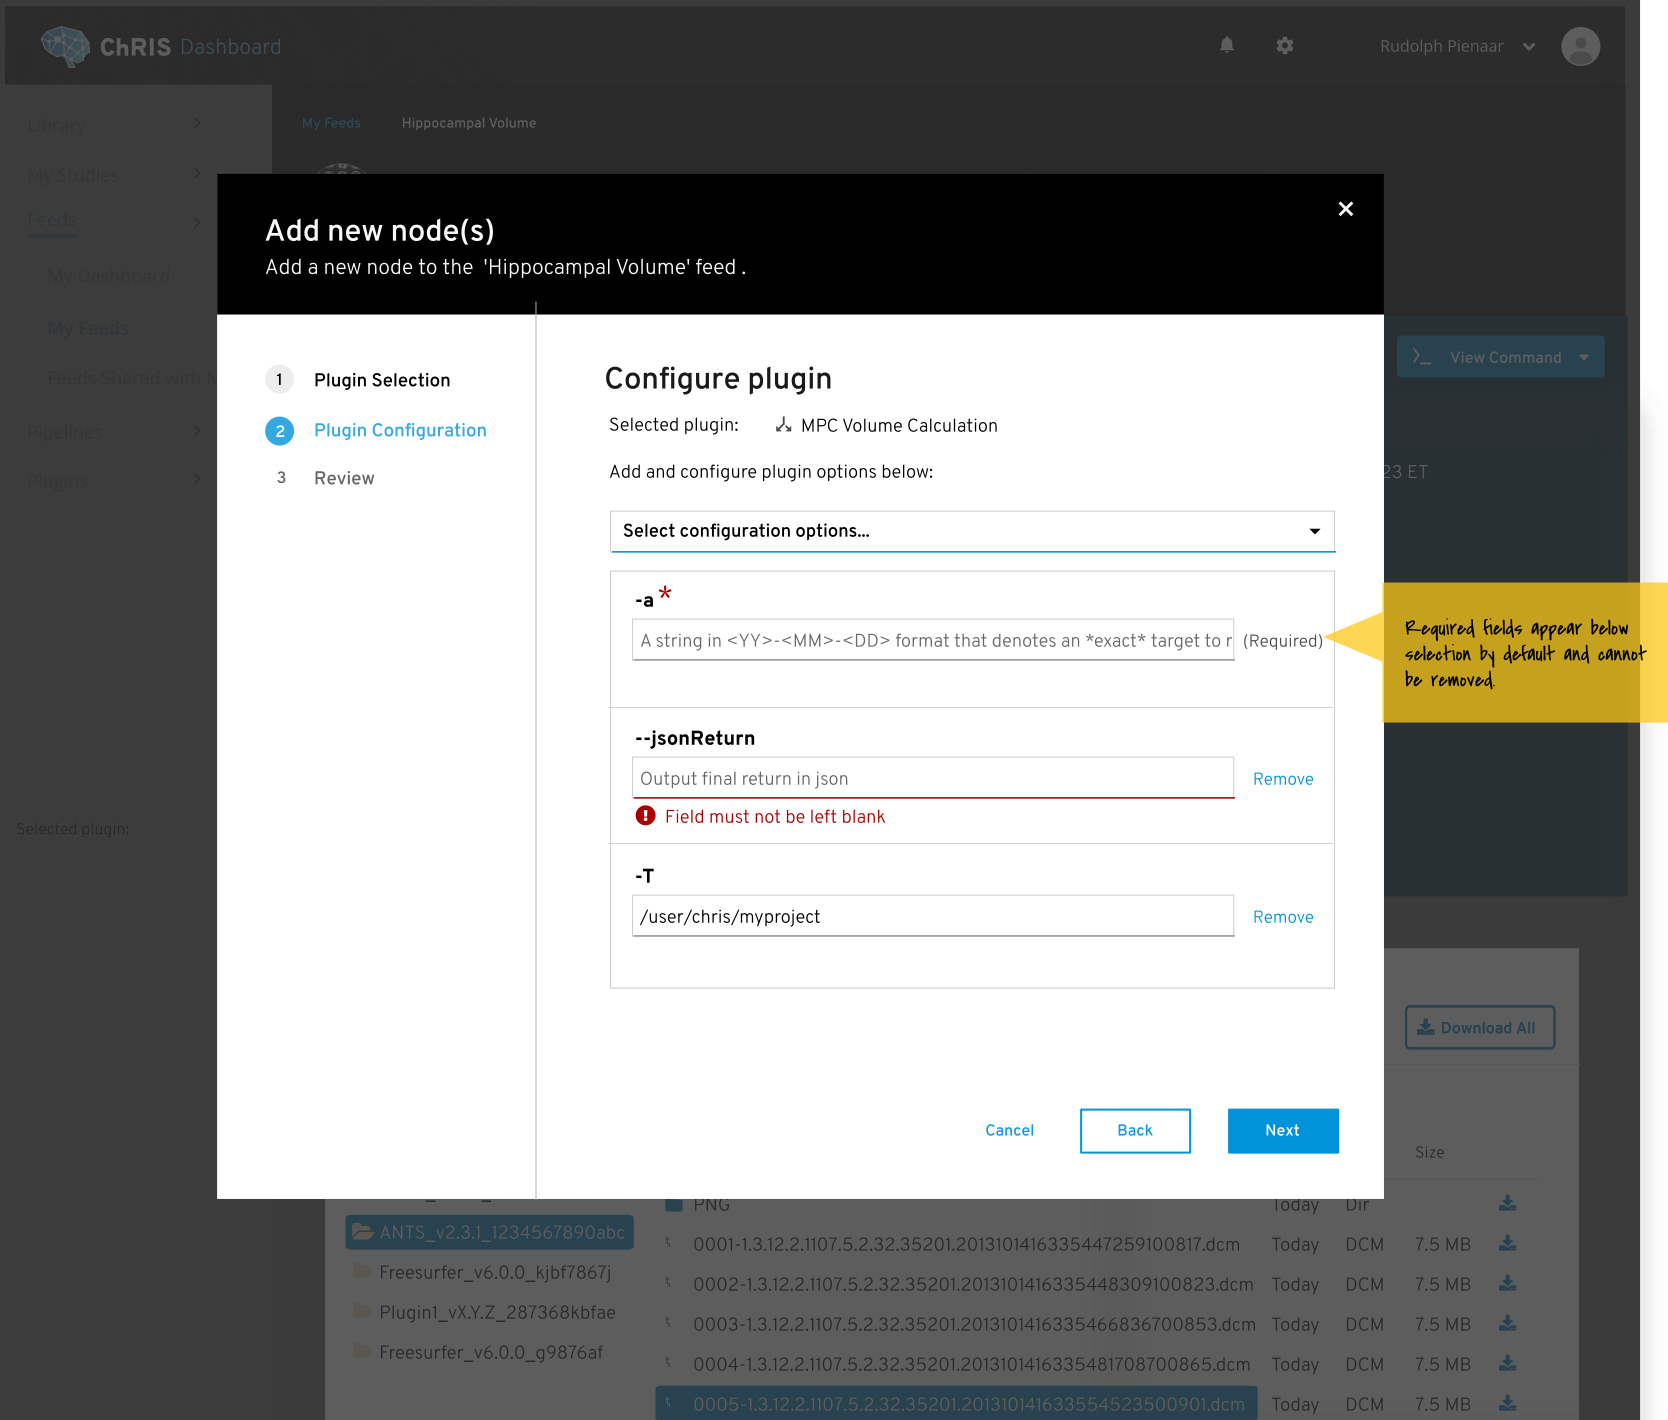 ChRIS Dashboard
Rudolph Pienaar
Library
My Studies
Feeds
My Dashboard
My Feeds
Feeds Shared with M
Pipelines
Plugins
Selected plugin:
My Feeds Hippocampal Volume
Add new node(s)
Add a new node to the 'Hippocampal Volume' feed .
1 Plugin Selection
2 Plugin Configuration
3 Review
Configure plugin
Selected plugin: MPC Volume Calculation
Add and configure plugin options below:
Select configuration options...
-a *
A string in <YY>-<MM>-<DD> format that denotes an *exact* target to r (Required)
--jsonReturn
Output final return in json Remove
Field must not be left blank
-T
/user/chris/myproject Remove
Cancel Back Next
View Command
23 ET
Required fields appear below
selection by default and cannot
be removed.
Download All
Size
PNG Today Dir
ANTS_v2.3.1_1234567890abc
Freesurfer_v6.0.0_kjbf7867j
Plugin1_vX.Y.Z_287368kbfae
Freesurfer_v6.0.0_g9876af
0001-1.3.12.2.1107.5.2.32.35201.2013101416335447259100817.dcm Today DCM 7.5 MB
0002-1.3.12.2.1107.5.2.32.35201.2013101416335448309100823.dcm Today DCM 7.5 MB
0003-1.3.12.2.1107.5.2.32.35201.2013101416335466836700853.dcm Today DCM 7.5 MB
0004-1.3.12.2.1107.5.2.32.35201.2013101416335481708700865.dcm Today DCM 7.5 MB
0005-1.3.12.2.1107.5.2.32.35201.2013101416335545235 00901.dcm Today DCM 7.5 MB